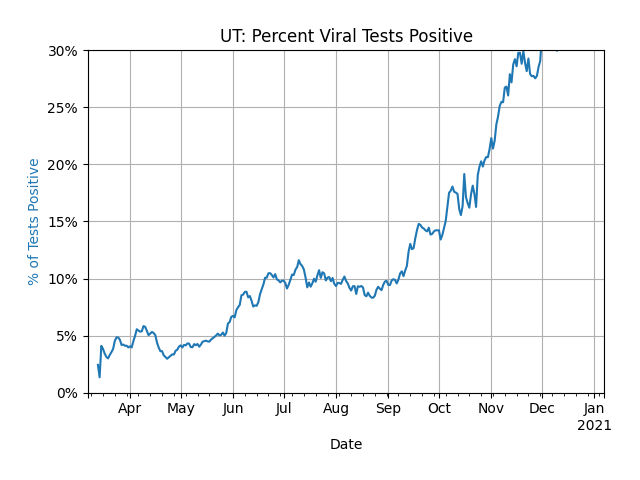 UT: Percent Viral Tests Positive
30%
25%
20%
15%
10%
5%
0%
% of Tests Positive
Apr May Jun Jul Aug Sep Oct Nov Dec Jan
2021
Date